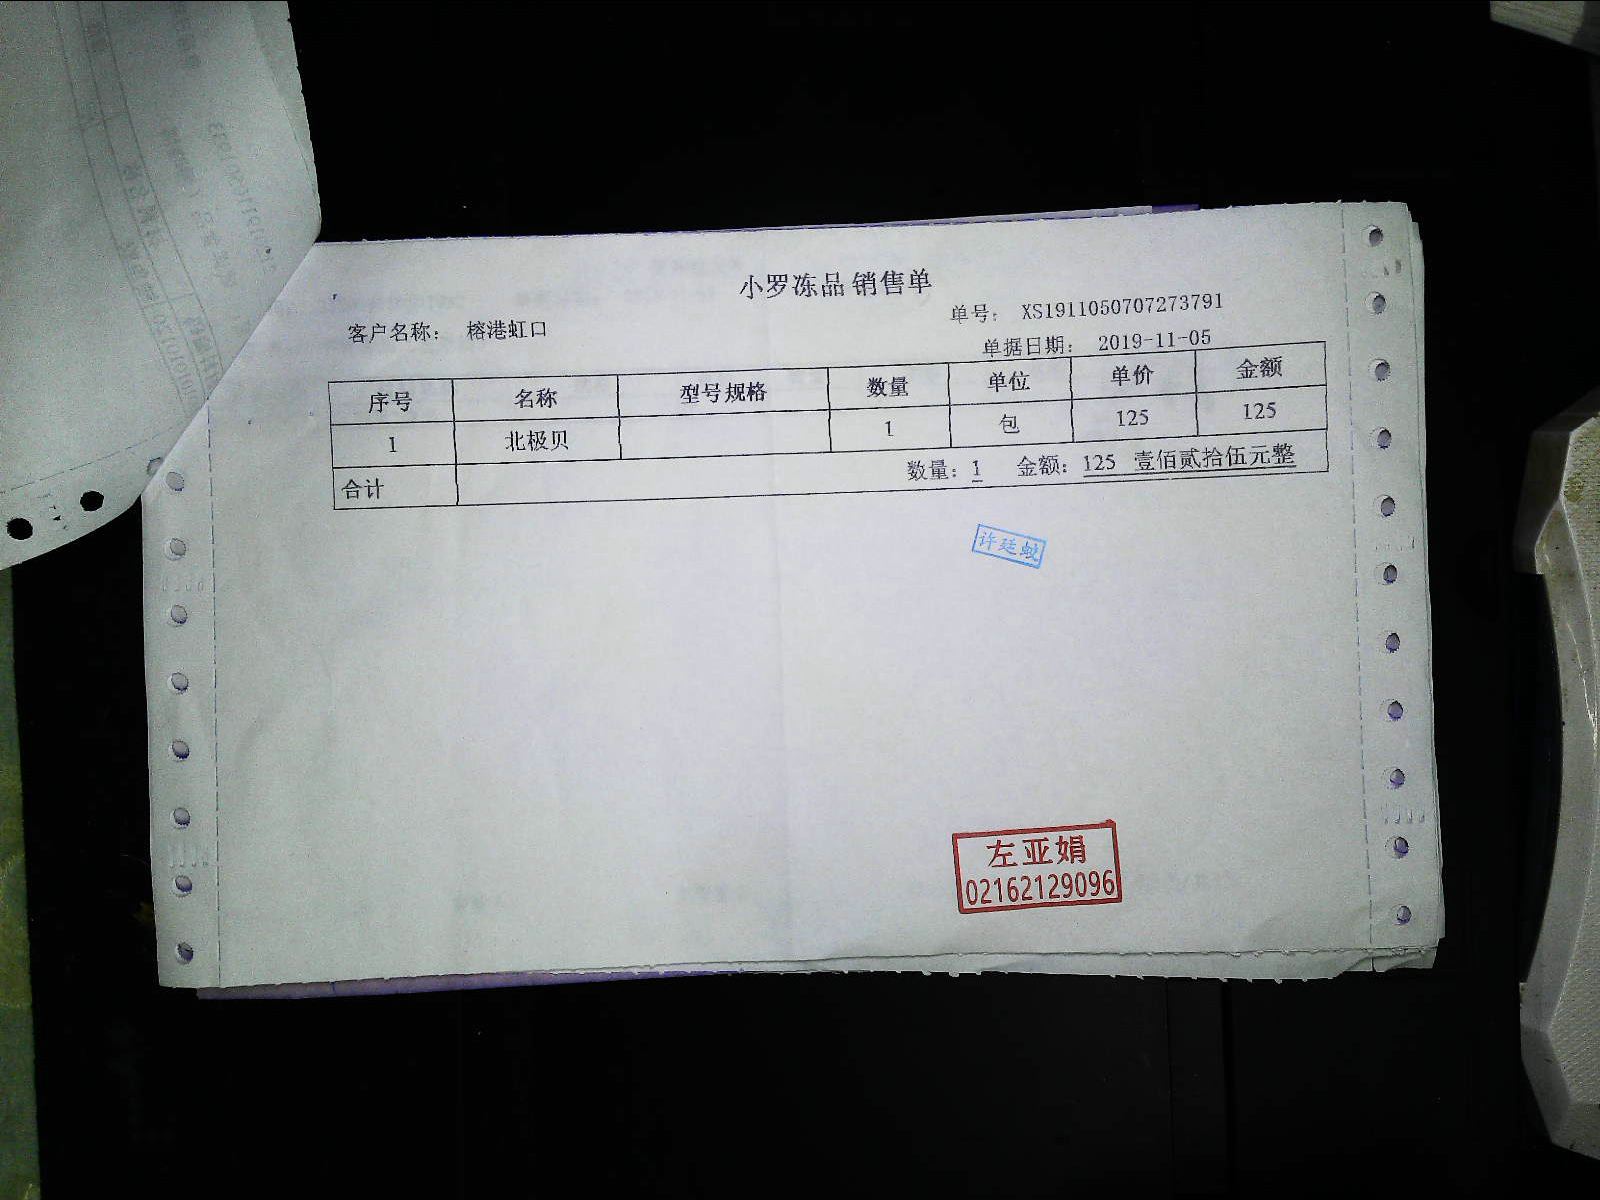 小罗冻品 销售单
单号: XS1911050707273791
客户名称: 榕港虹口
单据日期: 2019-11-05
序号 名称 型号规格 数量 单位 单价 金额
1 北极贝 1 包 125 125
合计 数量: 1 金额: 125 壹佰贰拾伍元整
许廷蛟
左亚娟
02162129096